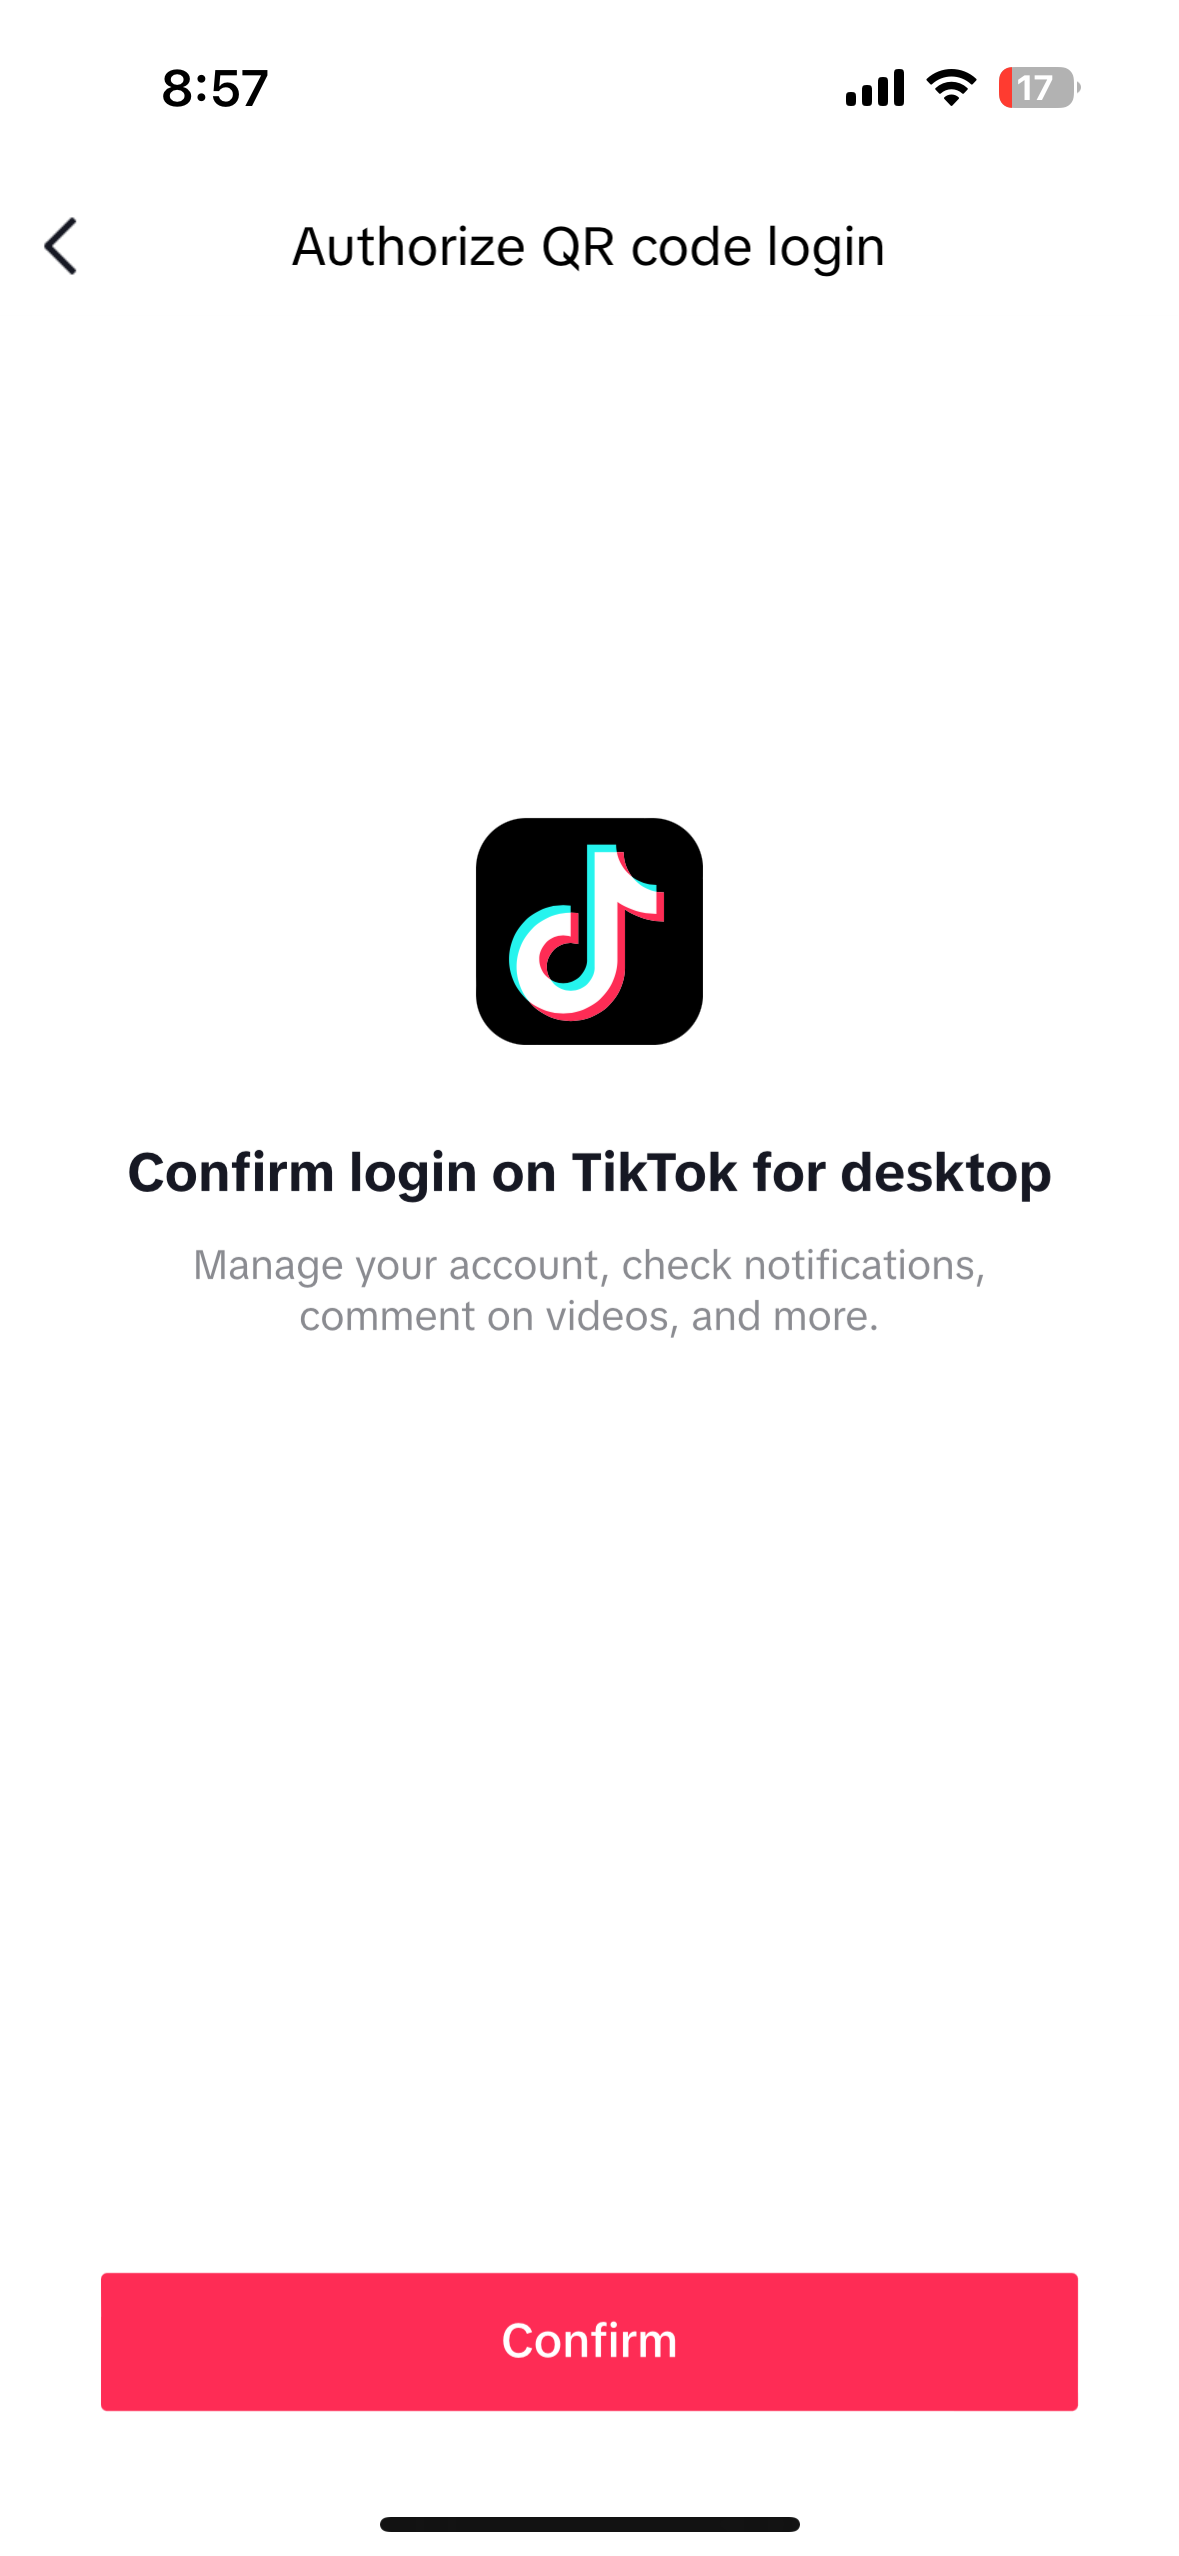 8:57
17
Authorize QR code login
Confirm login on TikTok for desktop
Manage your account, check notifications,
comment on videos, and more.
Confirm